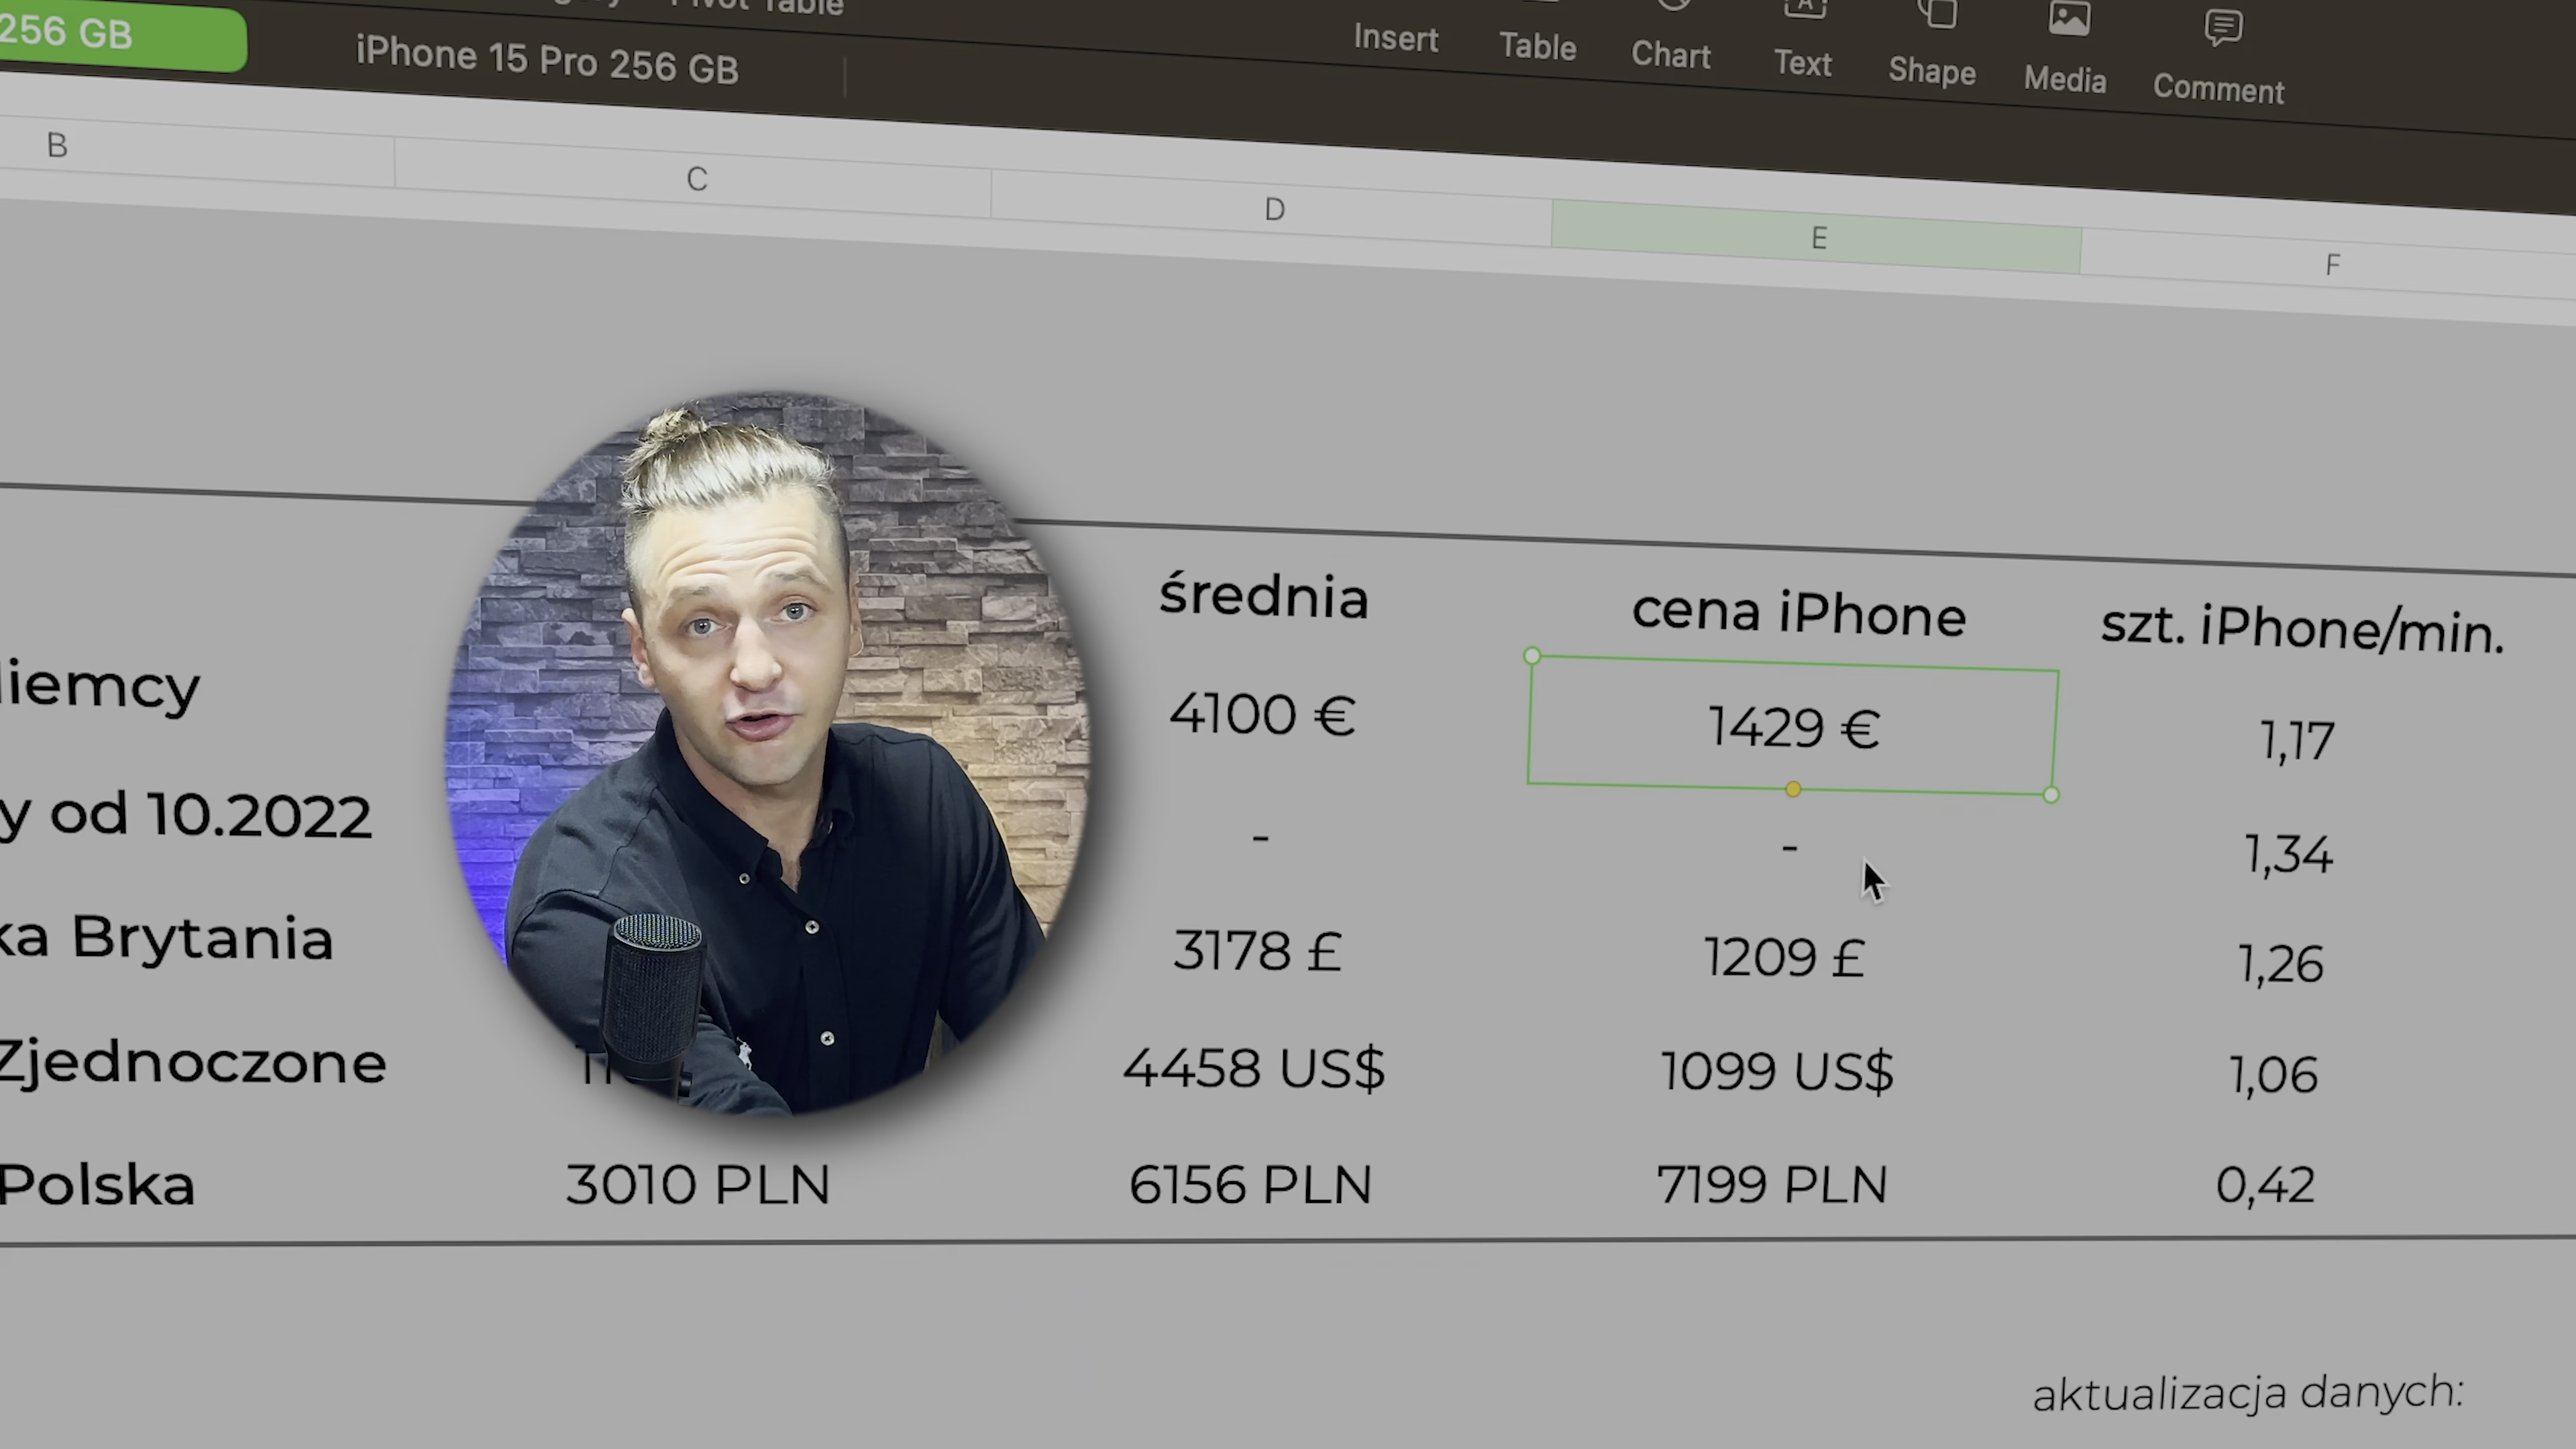 Pivot Table
256 GB
iPhone 15 Pro 256 GB
Insert
Table
Chart
Text
Shape
Media
Comment
B
C
D
E
F
średnia
cena iPhone
szt. iPhone/min.
iemcy
4100 €
1429 €
1,17
y od 10.2022
-
-
1,34
ka Brytania
3178 £
1209 £
1,26
Zjednoczone
4458 US$
1099 US$
1,06
Polska
3010 PLN
6156 PLN
7199 PLN
0,42
aktualizacja danych: